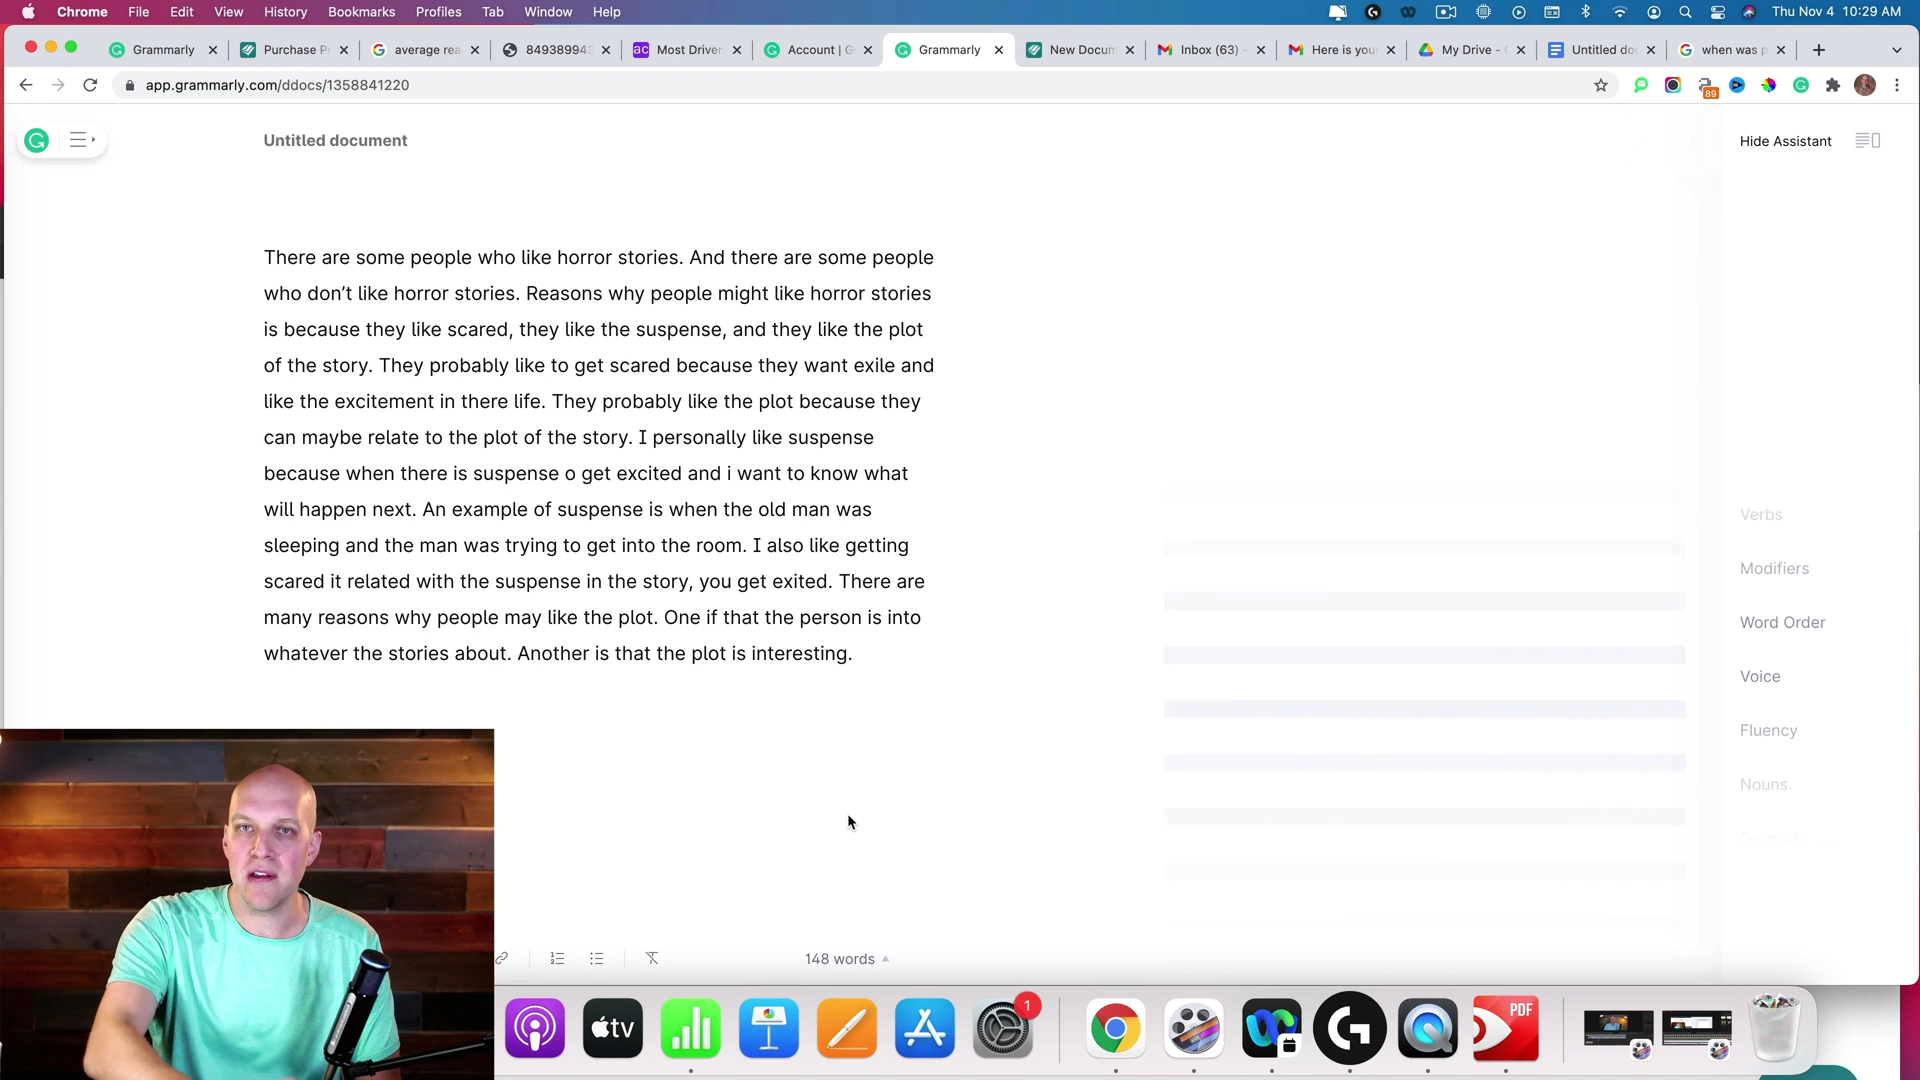 Chrome File Edit View History Bookmarks Profiles Tab Window Help Thu Nov 4 10:29 AM
Grammarly Purchase Pr average rea 849389943 Most Driver Account | G Grammarly New Docum Inbox (63) - Here is you My Drive - G Untitled do when was p
app.grammarly.com/ddocs/1358841220
89
Untitled document
Hide Assistant
There are some people who like horror stories. And there are some people
who don’t like horror stories. Reasons why people might like horror stories
is because they like scared, they like the suspense, and they like the plot
of the story. They probably like to get scared because they want exile and
like the excitement in there life. They probably like the plot because they
can maybe relate to the plot of the story. I personally like suspense
because when there is suspense o get excited and i want to know what
will happen next. An example of suspense is when the old man was
sleeping and the man was trying to get into the room. I also like getting
scared it related with the suspense in the story, you get exited. There are
many reasons why people may like the plot. One if that the person is into
whatever the stories about. Another is that the plot is interesting.
Verbs
Modifiers
Word Order
Voice
Fluency
Nouns
148 words
tv
1
PDF